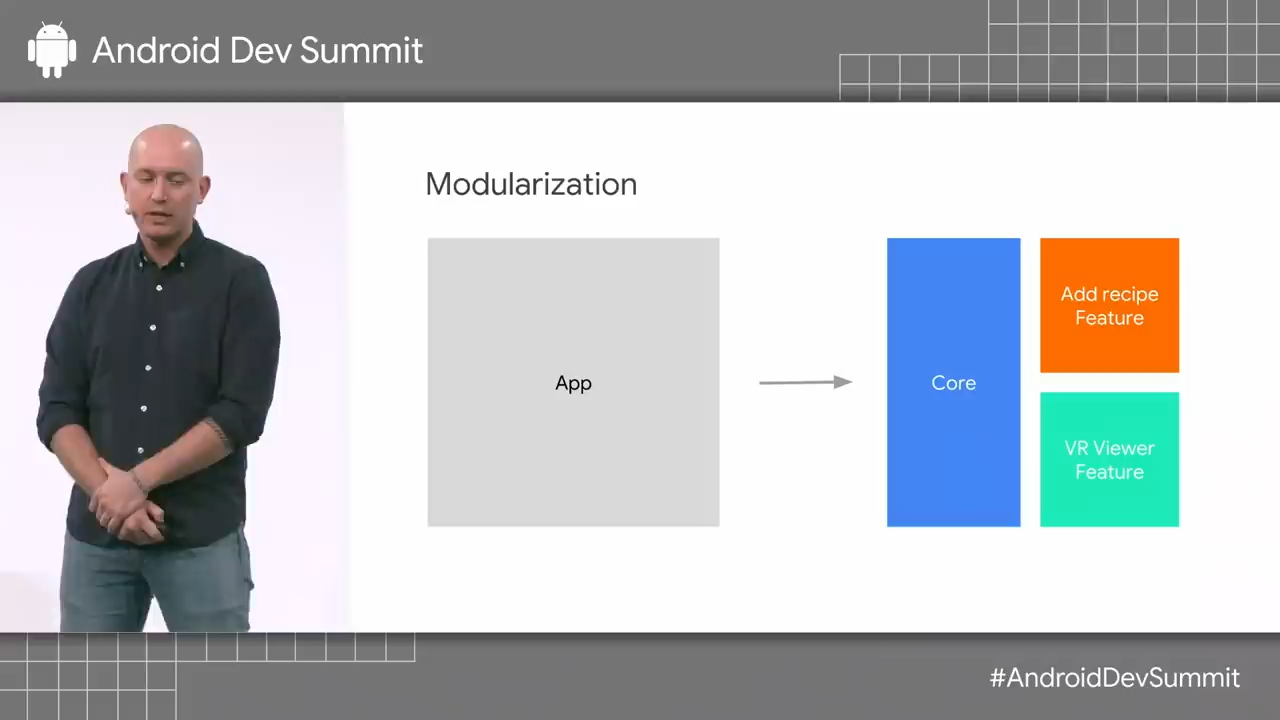 Android Dev Summit
Modularization
App
Core
Add recipe
Feature
VR Viewer
Feature
#AndroidDevSummit